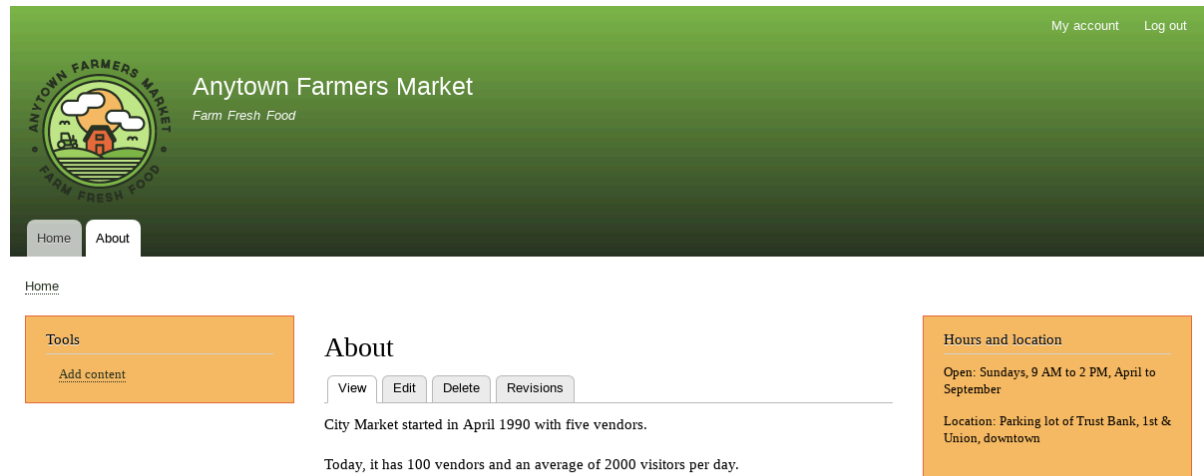 My account Log out
ANYTOWN FARMERS MARKET
FARM FRESH FOOD
Anytown Farmers Market
Farm Fresh Food
Home About
Home
Tools
Add content
About
View Edit Delete Revisions
City Market started in April 1990 with five vendors.
Today, it has 100 vendors and an average of 2000 visitors per day.
Hours and location
Open: Sundays, 9 AM to 2 PM, April to
September
Location: Parking lot of Trust Bank, 1st &
Union, downtown